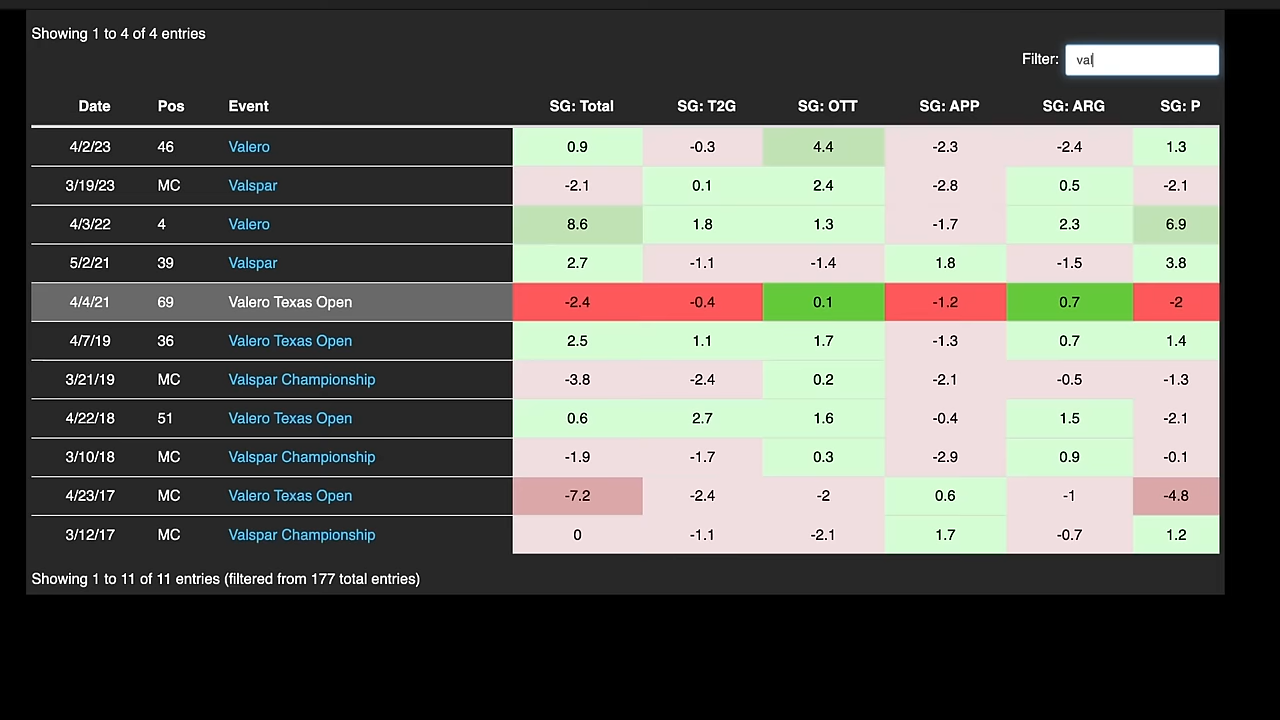 Showing 1 to 4 of 4 entries
Filter: val
Date Pos Event SG: Total SG: T2G SG: OTT SG: APP SG: ARG SG: P
4/2/23 46 Valero 0.9 -0.3 4.4 -2.3 -2.4 1.3
3/19/23 MC Valspar -2.1 0.1 2.4 -2.8 0.5 -2.1
4/3/22 4 Valero 8.6 1.8 1.3 -1.7 2.3 6.9
5/2/21 39 Valspar 2.7 -1.1 -1.4 1.8 -1.5 3.8
4/4/21 69 Valero Texas Open -2.4 -0.4 0.1 -1.2 0.7 -2
4/7/19 36 Valero Texas Open 2.5 1.1 1.7 -1.3 0.7 1.4
3/21/19 MC Valspar Championship -3.8 -2.4 0.2 -2.1 -0.5 -1.3
4/22/18 51 Valero Texas Open 0.6 2.7 1.6 -0.4 1.5 -2.1
3/10/18 MC Valspar Championship -1.9 -1.7 0.3 -2.9 0.9 -0.1
4/23/17 MC Valero Texas Open -7.2 -2.4 -2 0.6 -1 -4.8
3/12/17 MC Valspar Championship 0 -1.1 -2.1 1.7 -0.7 1.2
Showing 1 to 11 of 11 entries (filtered from 177 total entries)